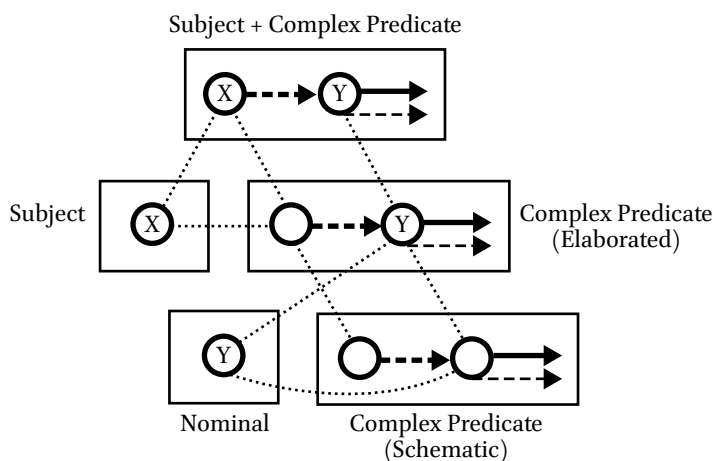 Subject + Complex Predicate
X
Y
Subject
X
Y
Complex Predicate
(Elaborated)
Y
Nominal
Complex Predicate
(Schematic)